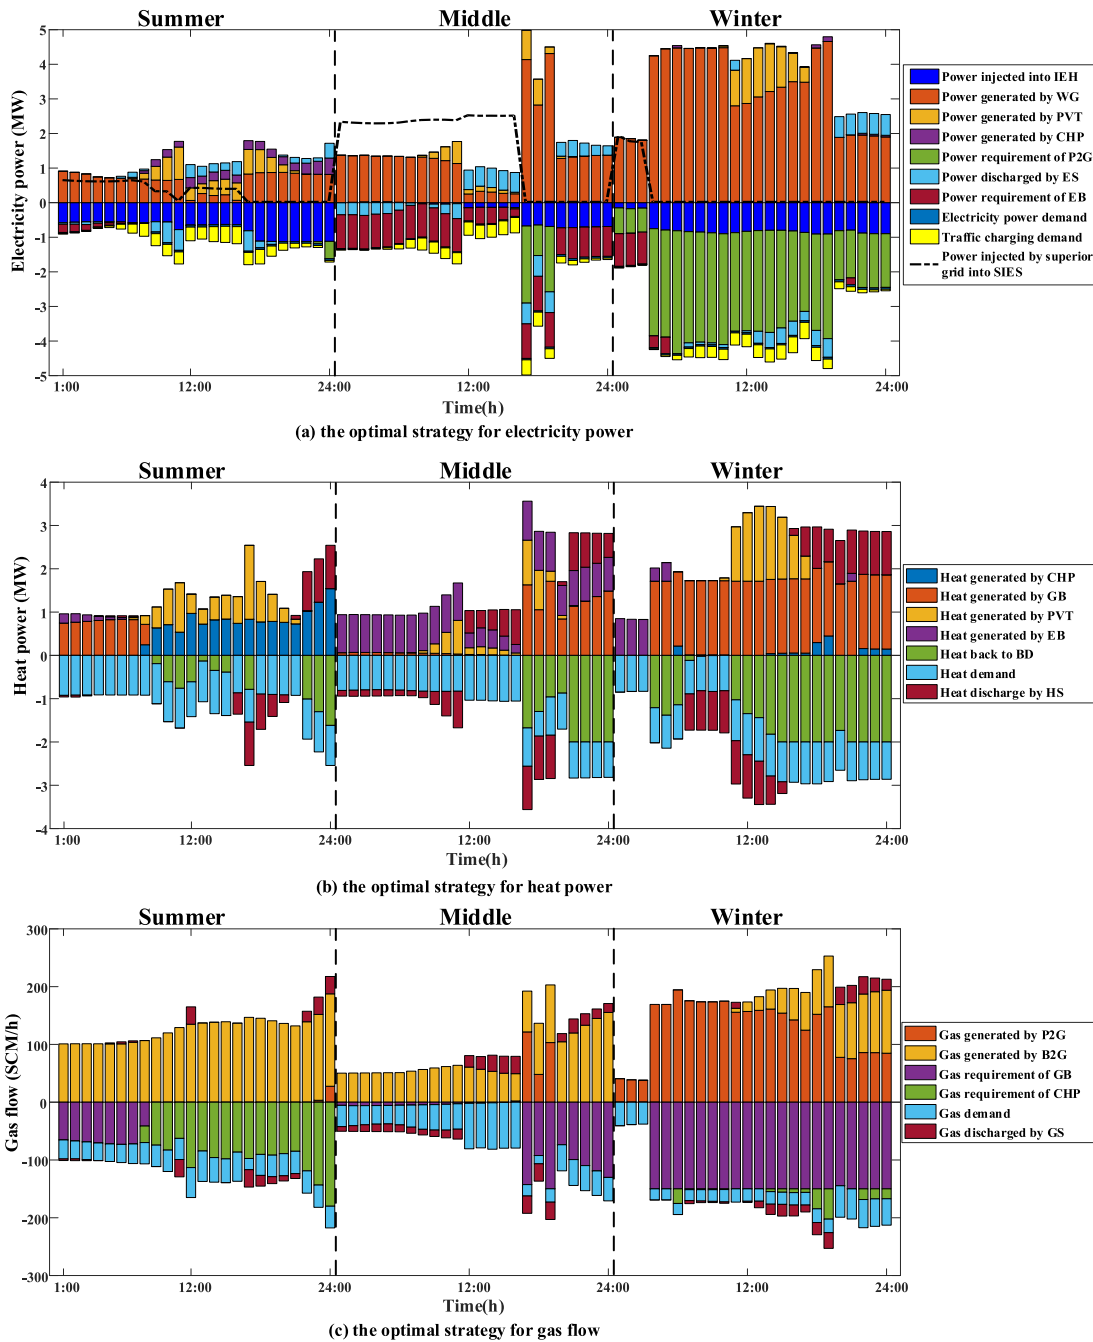 Summer Middle Winter
Electricity power (MW)
5
4
3
2
1
0
-1
-2
-3
-4
-5
1:00 12:00 24:00 12:00 24:00 12:00 24:00
Time(h)
Power injected into IEH
Power generated by WG
Power generated by PVT
Power generated by CHP
Power requirement of P2G
Power discharged by ES
Power requirement of EB
Electricity power demand
Traffic charging demand
Power injected by superior
grid into SIES
(a) the optimal strategy for electricity power
Summer Middle Winter
Heat power (MW)
4
3
2
1
0
-1
-2
-3
-4
1:00 12:00 24:00 12:00 24:00 12:00 24:00
Time(h)
Heat generated by CHP
Heat generated by GB
Heat generated by PVT
Heat generated by EB
Heat back to BD
Heat demand
Heat discharge by HS
(b) the optimal strategy for heat power
Summer Middle Winter
Gas flow (SCM/h)
300
200
100
0
-100
-200
-300
1:00 12:00 24:00 12:00 24:00 12:00 24:00
Time(h)
Gas generated by P2G
Gas generated by B2G
Gas requirement of GB
Gas requirement of CHP
Gas demand
Gas discharged by GS
(c) the optimal strategy for gas flow